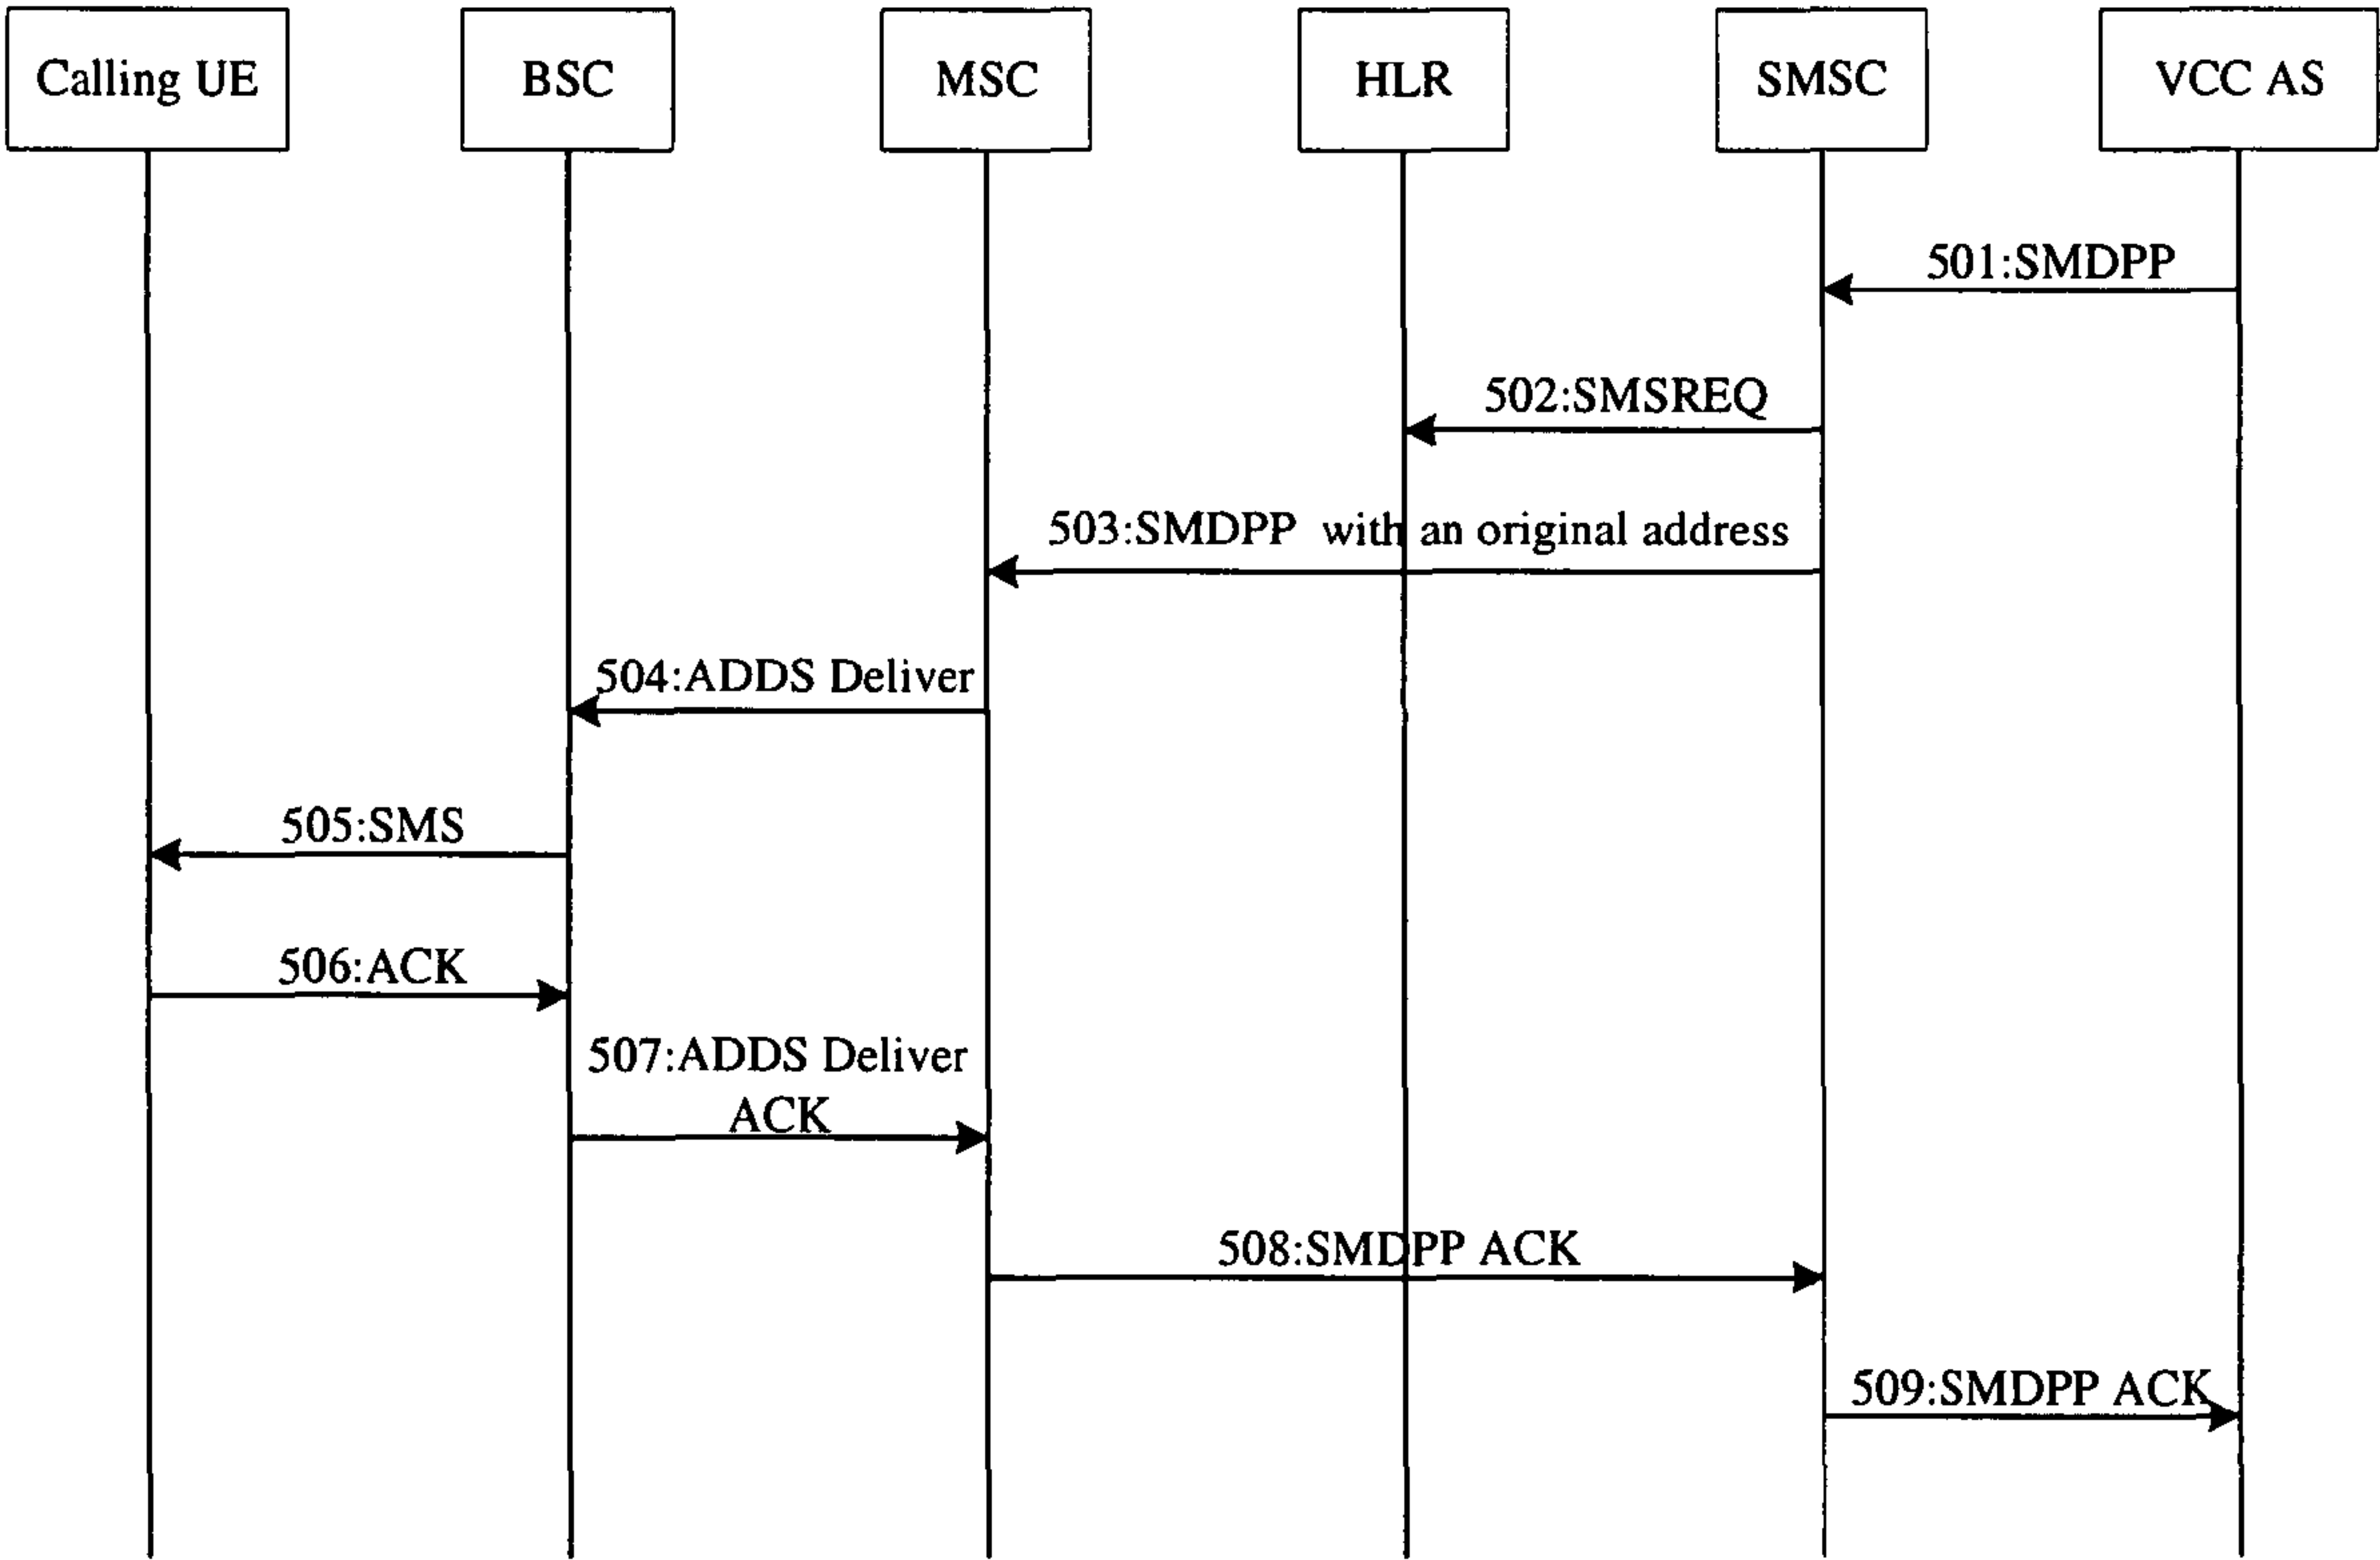 Calling UE
BSC
MSC
HLR
SMSC
VCC AS
501:SMDPP
502:SMSREQ
503:SMDPP with an original address
504:ADDS Deliver
505:SMS
506:ACK
507:ADDS Deliver
ACK
508:SMDPP ACK
509:SMDPP ACK